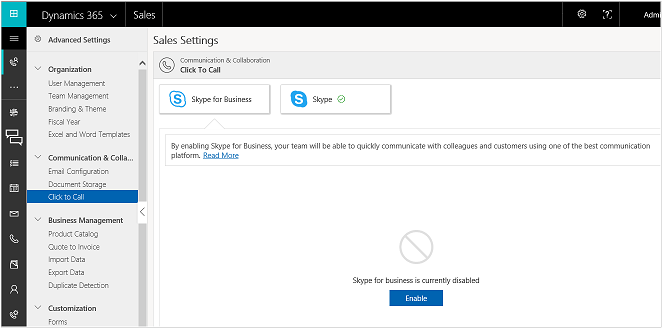 Dynamics 365
Sales
Admi
Advanced Settings
Organization
User Management
Team Management
Branding & Theme
Fiscal Year
Excel and Word Templates
Communication & Colla...
Email Configuration
Document Storage
Click to Call
Business Management
Product Catalog
Quote to Invoice
Import Data
Export Data
Duplicate Detection
Customization
Forms
Sales Settings
Communication & Collaboration
Click To Call
Skype for Business
Skype
By enabling Skype for Business, your team will be able to quickly communicate with colleagues and customers using one of the best communication
platform. Read More
Skype for business is currently disabled
Enable